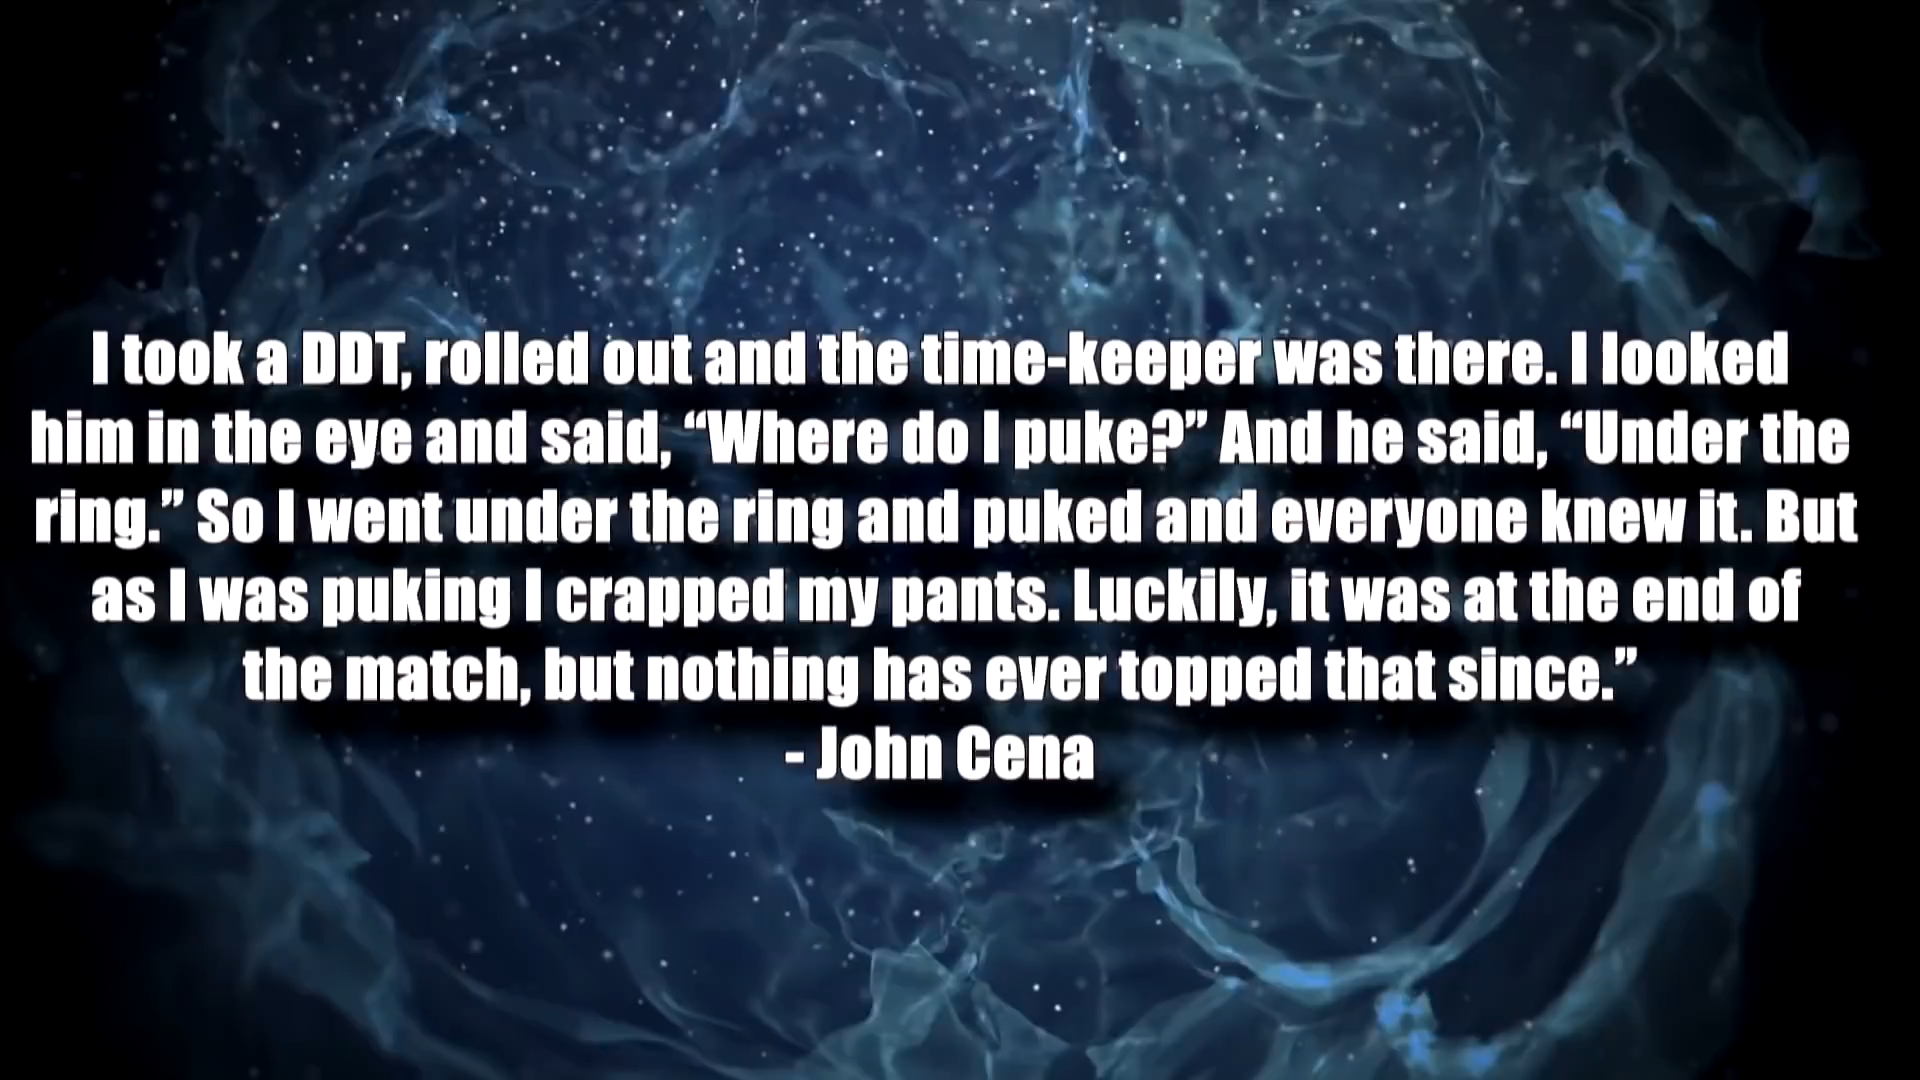 I took a DDT, rolled out and the time-keeper was there. I looked
him in the eye and said, “Where do I puke?” And he said, “Under the
ring.” So I went under the ring and puked and everyone knew it. But
as I was puking I crapped my pants. Luckily, it was at the end of
the match, but nothing has ever topped that since.”
- John Cena